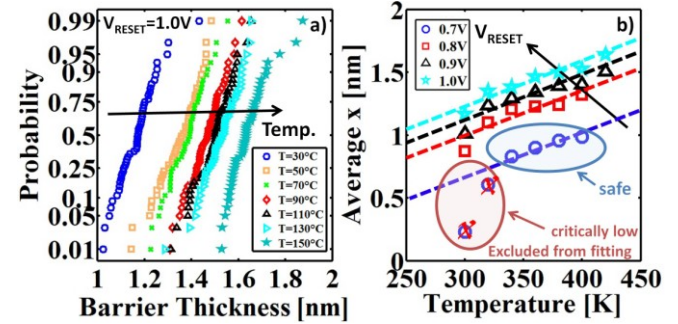 a)
V_RESET=1.0V
0.99
0.95
0.9
0.75
0.5
0.25
0.1
0.05
0.01
Probability
Temp.
T=30°C
T=50°C
T=70°C
T=90°C
T=110°C
T=130°C
T=150°C
1 1.2 1.4 1.6 1.8 2
Barrier Thickness [nm]
b)
2
1.5
1
0.5
0
Average x [nm]
0.7V
0.8V
0.9V
1.0V
V_RESET
safe
critically low
Excluded from fitting
250 300 350 400 450
Temperature [K]